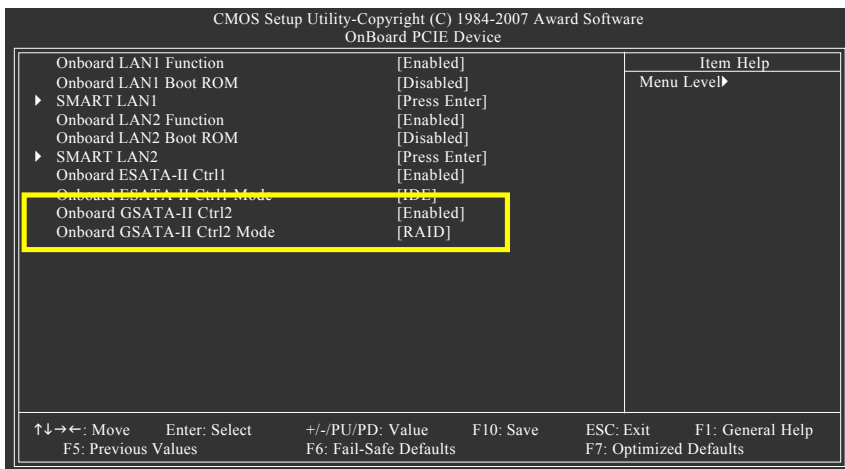 CMOS Setup Utility-Copyright (C) 1984-2007 Award Software
OnBoard PCIE Device
Onboard LAN1 Function [Enabled]
Onboard LAN1 Boot ROM [Disabled]
SMART LAN1 [Press Enter]
Onboard LAN2 Function [Enabled]
Onboard LAN2 Boot ROM [Disabled]
SMART LAN2 [Press Enter]
Onboard ESATA-II Ctrl1 [Enabled]
Onboard ESATA-II Ctrl1 Mode [IDE]
Onboard GSATA-II Ctrl2 [Enabled]
Onboard GSATA-II Ctrl2 Mode [RAID]
Item Help
Menu Level
↑↓→←: Move Enter: Select +/-/PU/PD: Value F10: Save ESC: Exit F1: General Help
F5: Previous Values F6: Fail-Safe Defaults F7: Optimized Defaults